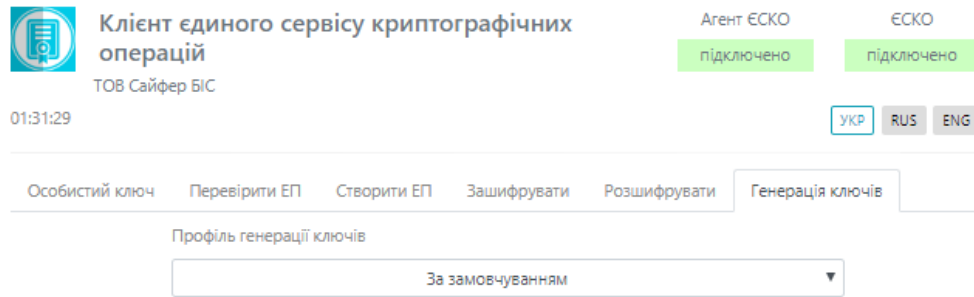 Клієнт єдиного сервісу криптографічних
операцій
ТОВ Сайфер БІС
Агент ЄСКО
ЄСКО
підключено
підключено
01:31:29
УКР RUS ENG
Особистий ключ Перевірити ЕП Створити ЕП Зашифрувати Розшифрувати Генерація ключів
Профіль генерації ключів
За замовчуванням